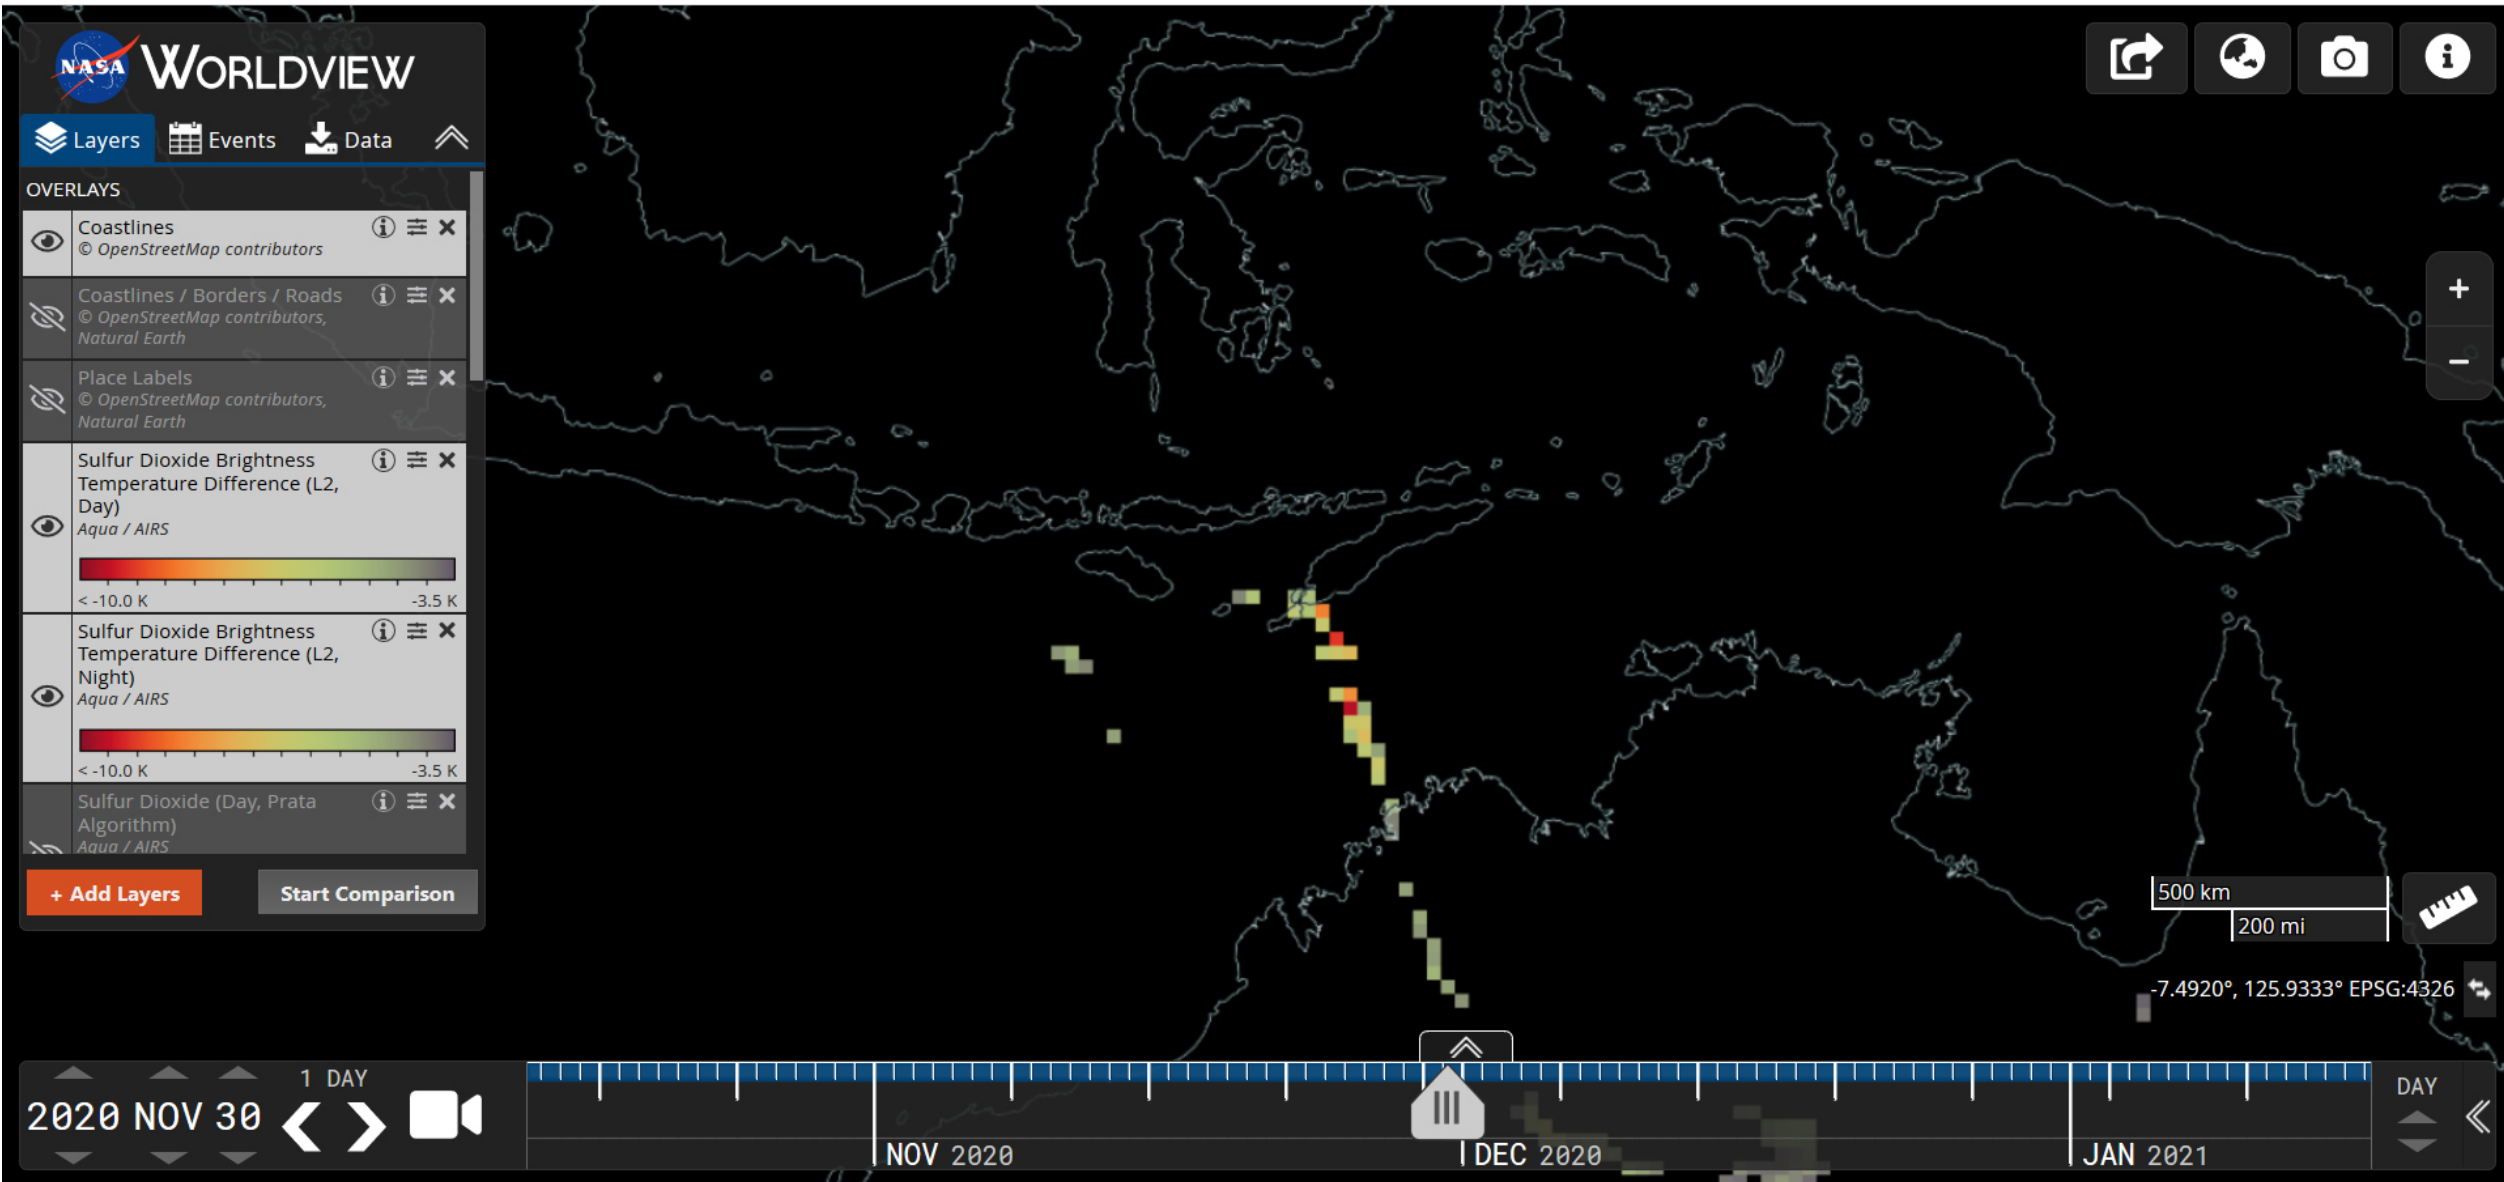 NASA WORLDVIEW
Layers Events Data
OVERLAYS
Coastlines
© OpenStreetMap contributors
Coastlines / Borders / Roads
© OpenStreetMap contributors,
Natural Earth
Place Labels
© OpenStreetMap contributors,
Natural Earth
Sulfur Dioxide Brightness
Temperature Difference (L2,
Day)
Aqua / AIRS
< -10.0 K -3.5 K
Sulfur Dioxide Brightness
Temperature Difference (L2,
Night)
Aqua / AIRS
< -10.0 K -3.5 K
Sulfur Dioxide (Day, Prata
Algorithm)
Aqua / AIRS
+ Add Layers Start Comparison
+
−
500 km
200 mi
-7.4920°, 125.9333° EPSG:4326
1 DAY
2020 NOV 30
NOV 2020 DEC 2020 JAN 2021
DAY